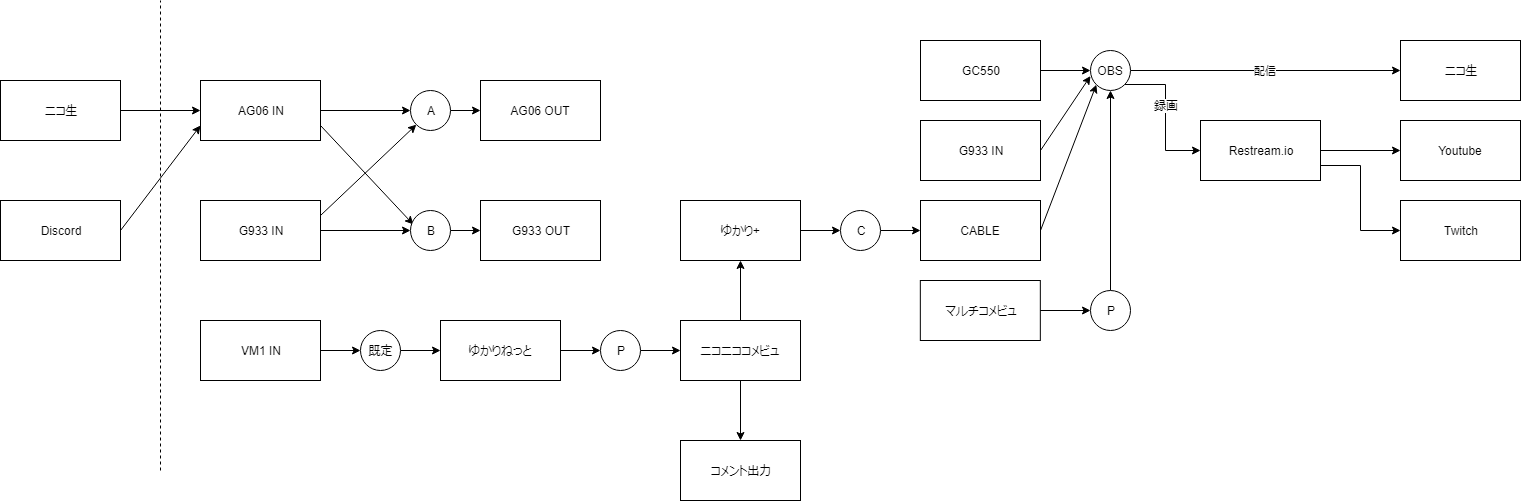 ニコ生
Discord
AG06 IN
A
AG06 OUT
G933 IN
B
G933 OUT
VM1 IN
既定
ゆかりねっと
P
ニコニココメビュ
ゆかり+
コメント出力
C
GC550
G933 IN
CABLE
マルチコメビュ
P
OBS
配信
録画
ニコ生
Restream.io
Youtube
Twitch